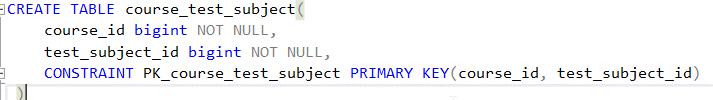 CREATE TABLE course_test_subject(
course_id bigint NOT NULL,
test_subject_id bigint NOT NULL,
CONSTRAINT PK_course_test_subject PRIMARY KEY(course_id, test_subject_id)
)